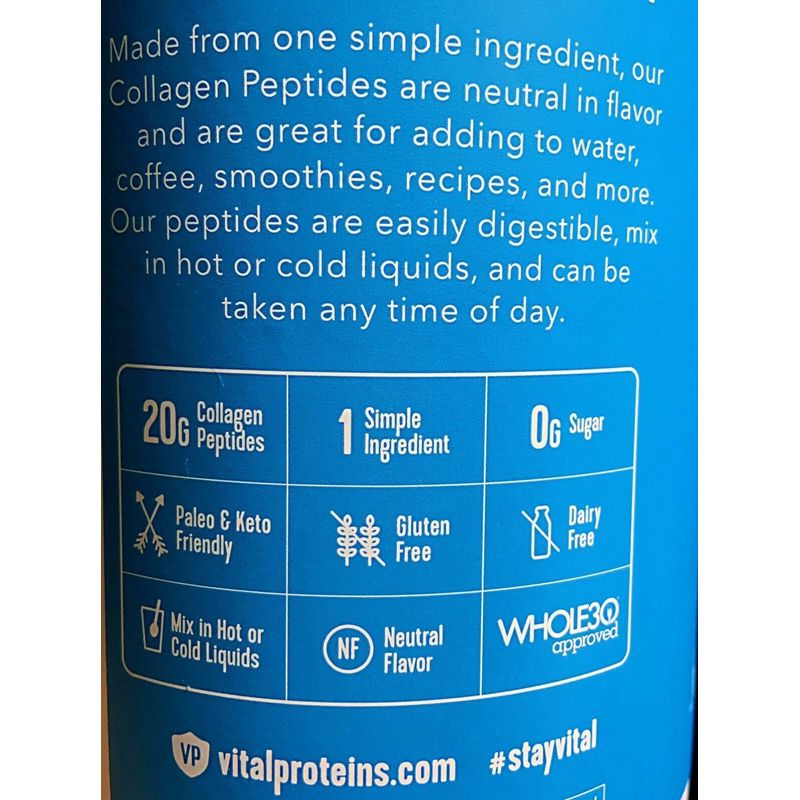 Made from one simple ingredient, our
Collagen Peptides are neutral in flavor
and are great for adding to water,
coffee, smoothies, recipes, and more.
Our peptides are easily digestible, mix
in hot or cold liquids, and can be
taken any time of day.
20G Collagen Peptides
1 Simple Ingredient
0G Sugar
Paleo & Keto Friendly
Gluten Free
Dairy Free
Mix in Hot or Cold Liquids
NF Neutral Flavor
WHOLE30 approved
VP vitalproteins.com #stayvital